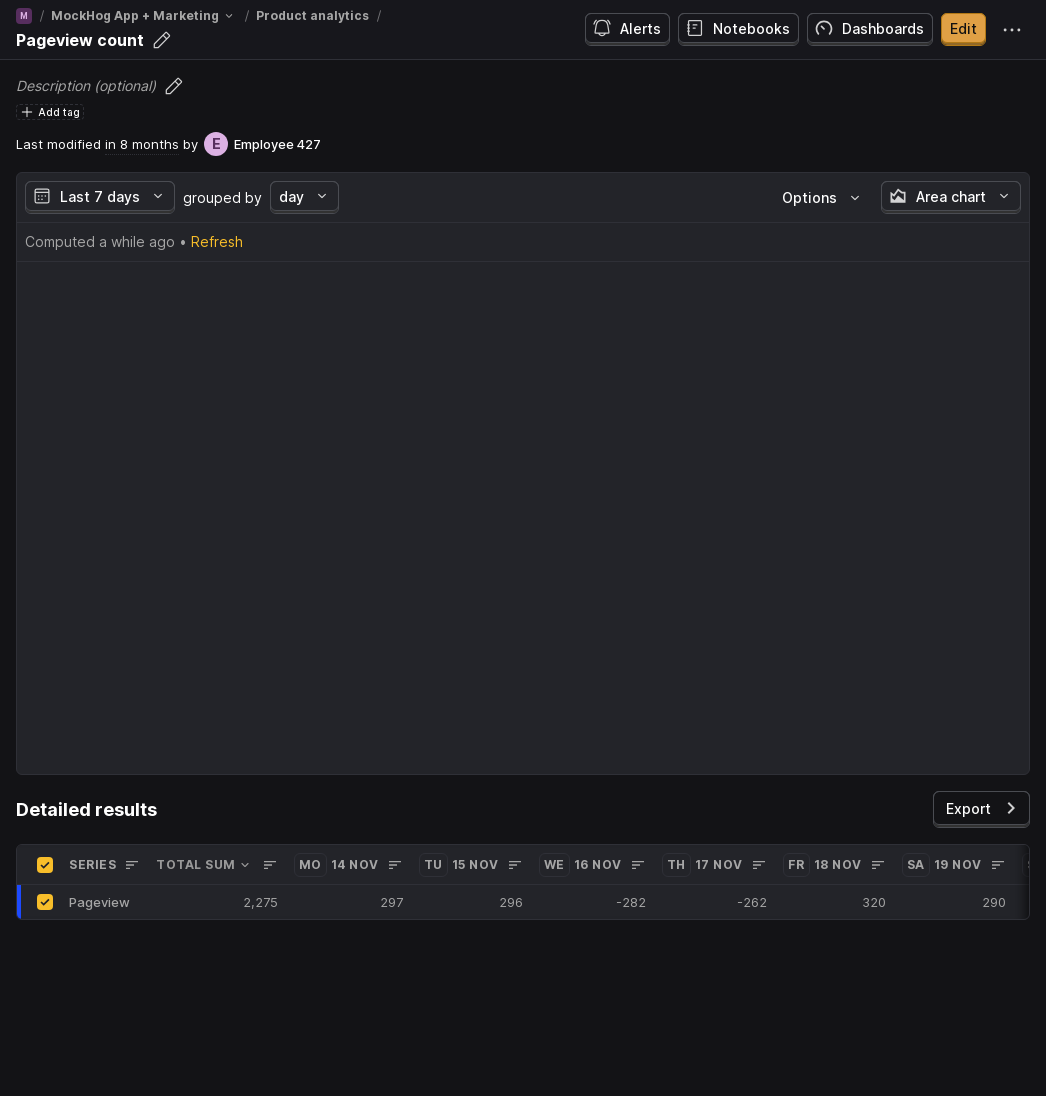 M / MockHog App + Marketing / Product analytics /
Pageview count
Alerts
Notebooks
Dashboards
Edit
Description (optional)
Add tag
Last modified in 8 months by E Employee 427
Last 7 days grouped by day Options Area chart
Computed a while ago • Refresh
Detailed results
Export
SERIES TOTAL SUM MO 14 NOV TU 15 NOV WE 16 NOV TH 17 NOV FR 18 NOV SA 19 NOV
Pageview 2,275 297 296 -282 -262 320 290